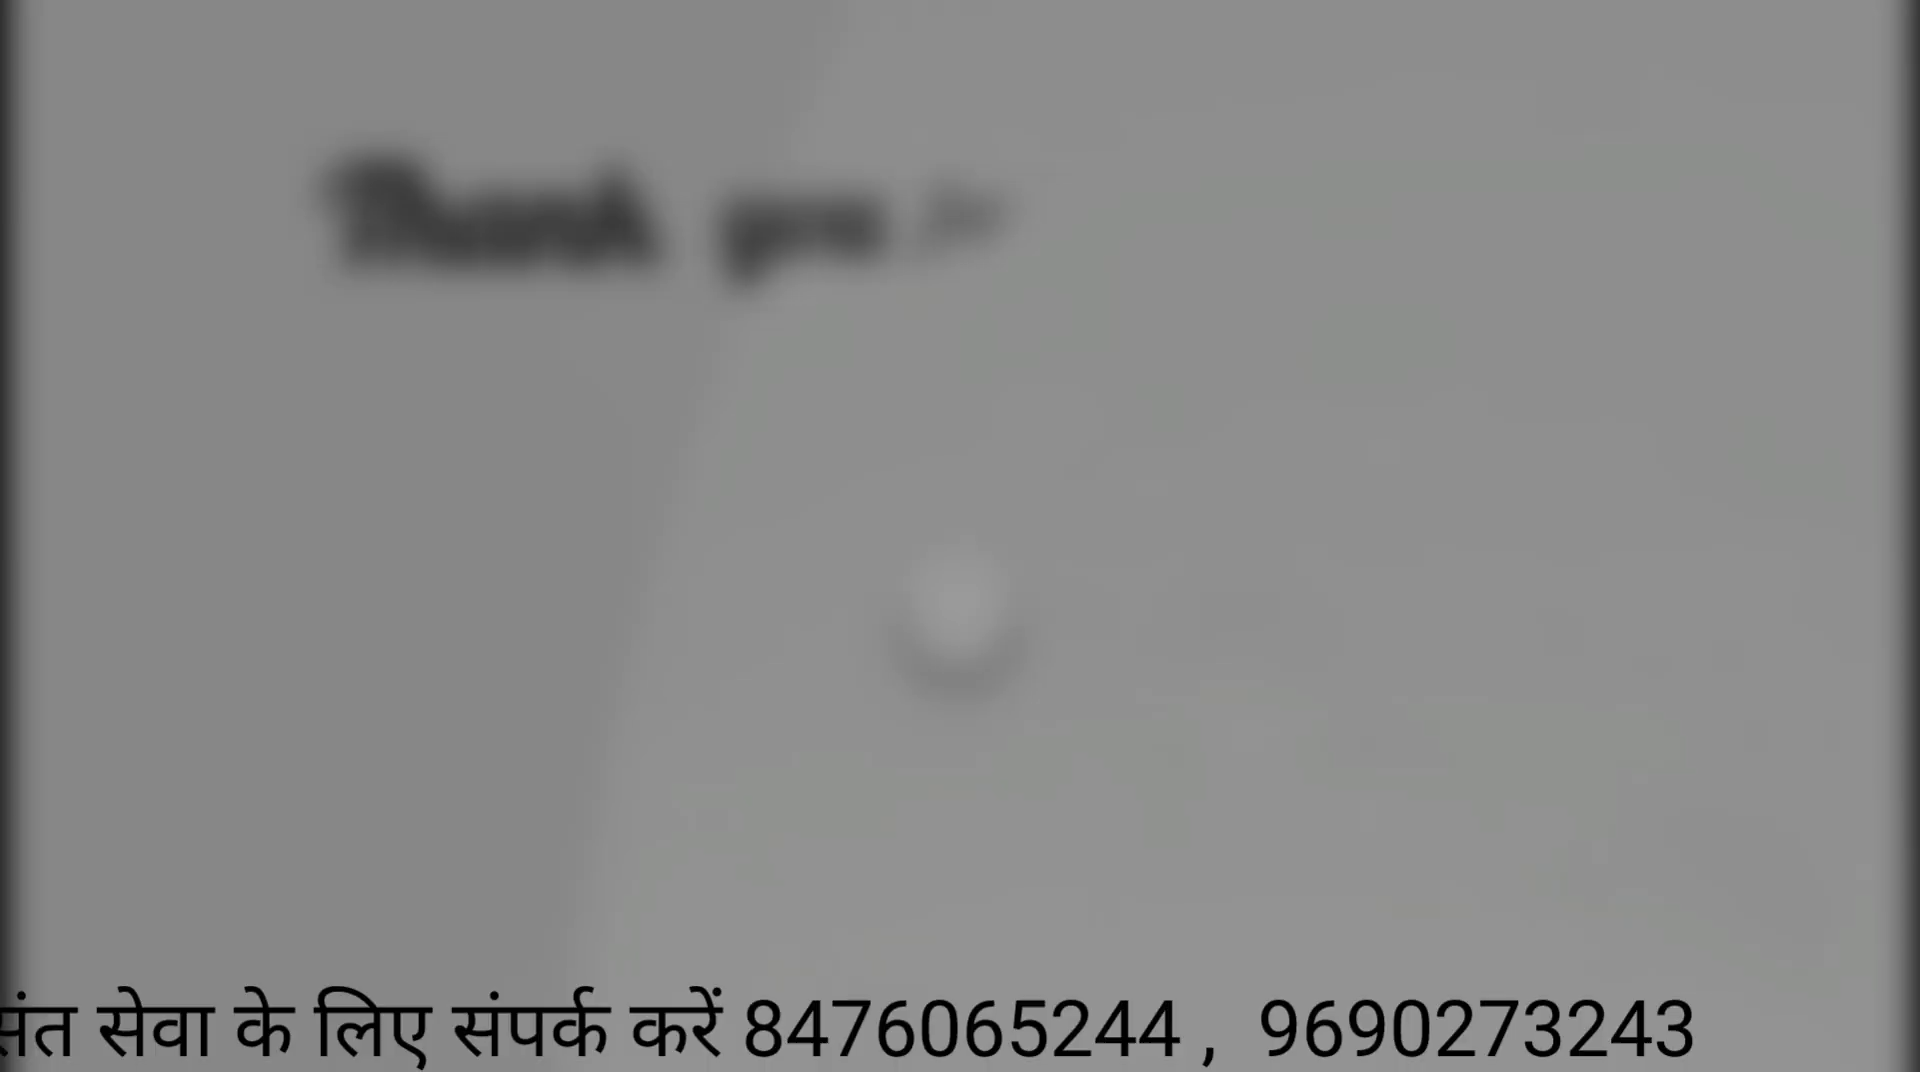 Thank you
संत सेवा के लिए संपर्क करें 8476065244 , 9690273243